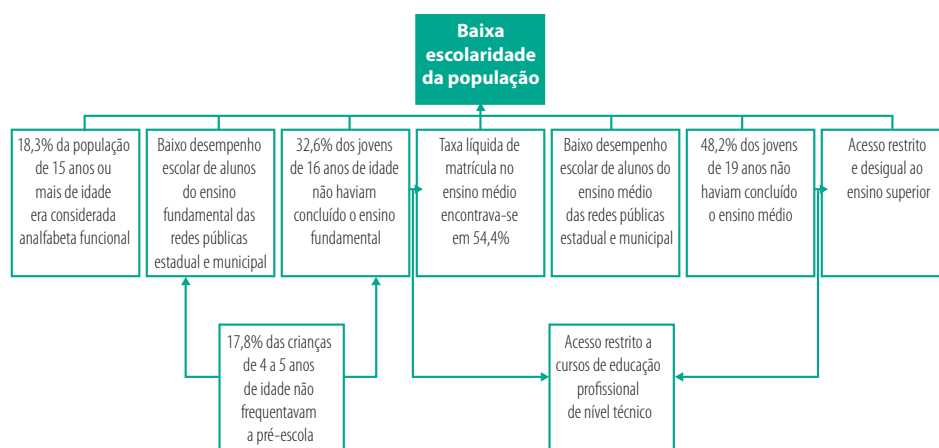 Baixa
escolaridade
da população
18,3% da população
de 15 anos ou
mais de idade
era considerada
analfabeta funcional
Baixo desempenho
escolar de alunos
do ensino
fundamental das
redes públicas
estadual e municipal
32,6% dos jovens
de 16 anos de idade
não haviam
concluído o ensino
fundamental
Taxa líquida de
matrícula no
ensino médio
encontrava-se
em 54,4%
Baixo desempenho
escolar de alunos do
ensino médio
das redes públicas
estadual e municipal
48,2% dos jovens
de 19 anos não
haviam concluído
o ensino médio
Acesso restrito
e desigual ao
ensino superior
17,8% das crianças
de 4 a 5 anos
de idade não
frequentavam
a pré-escola
Acesso restrito a
cursos de educação
profissional
de nível técnico